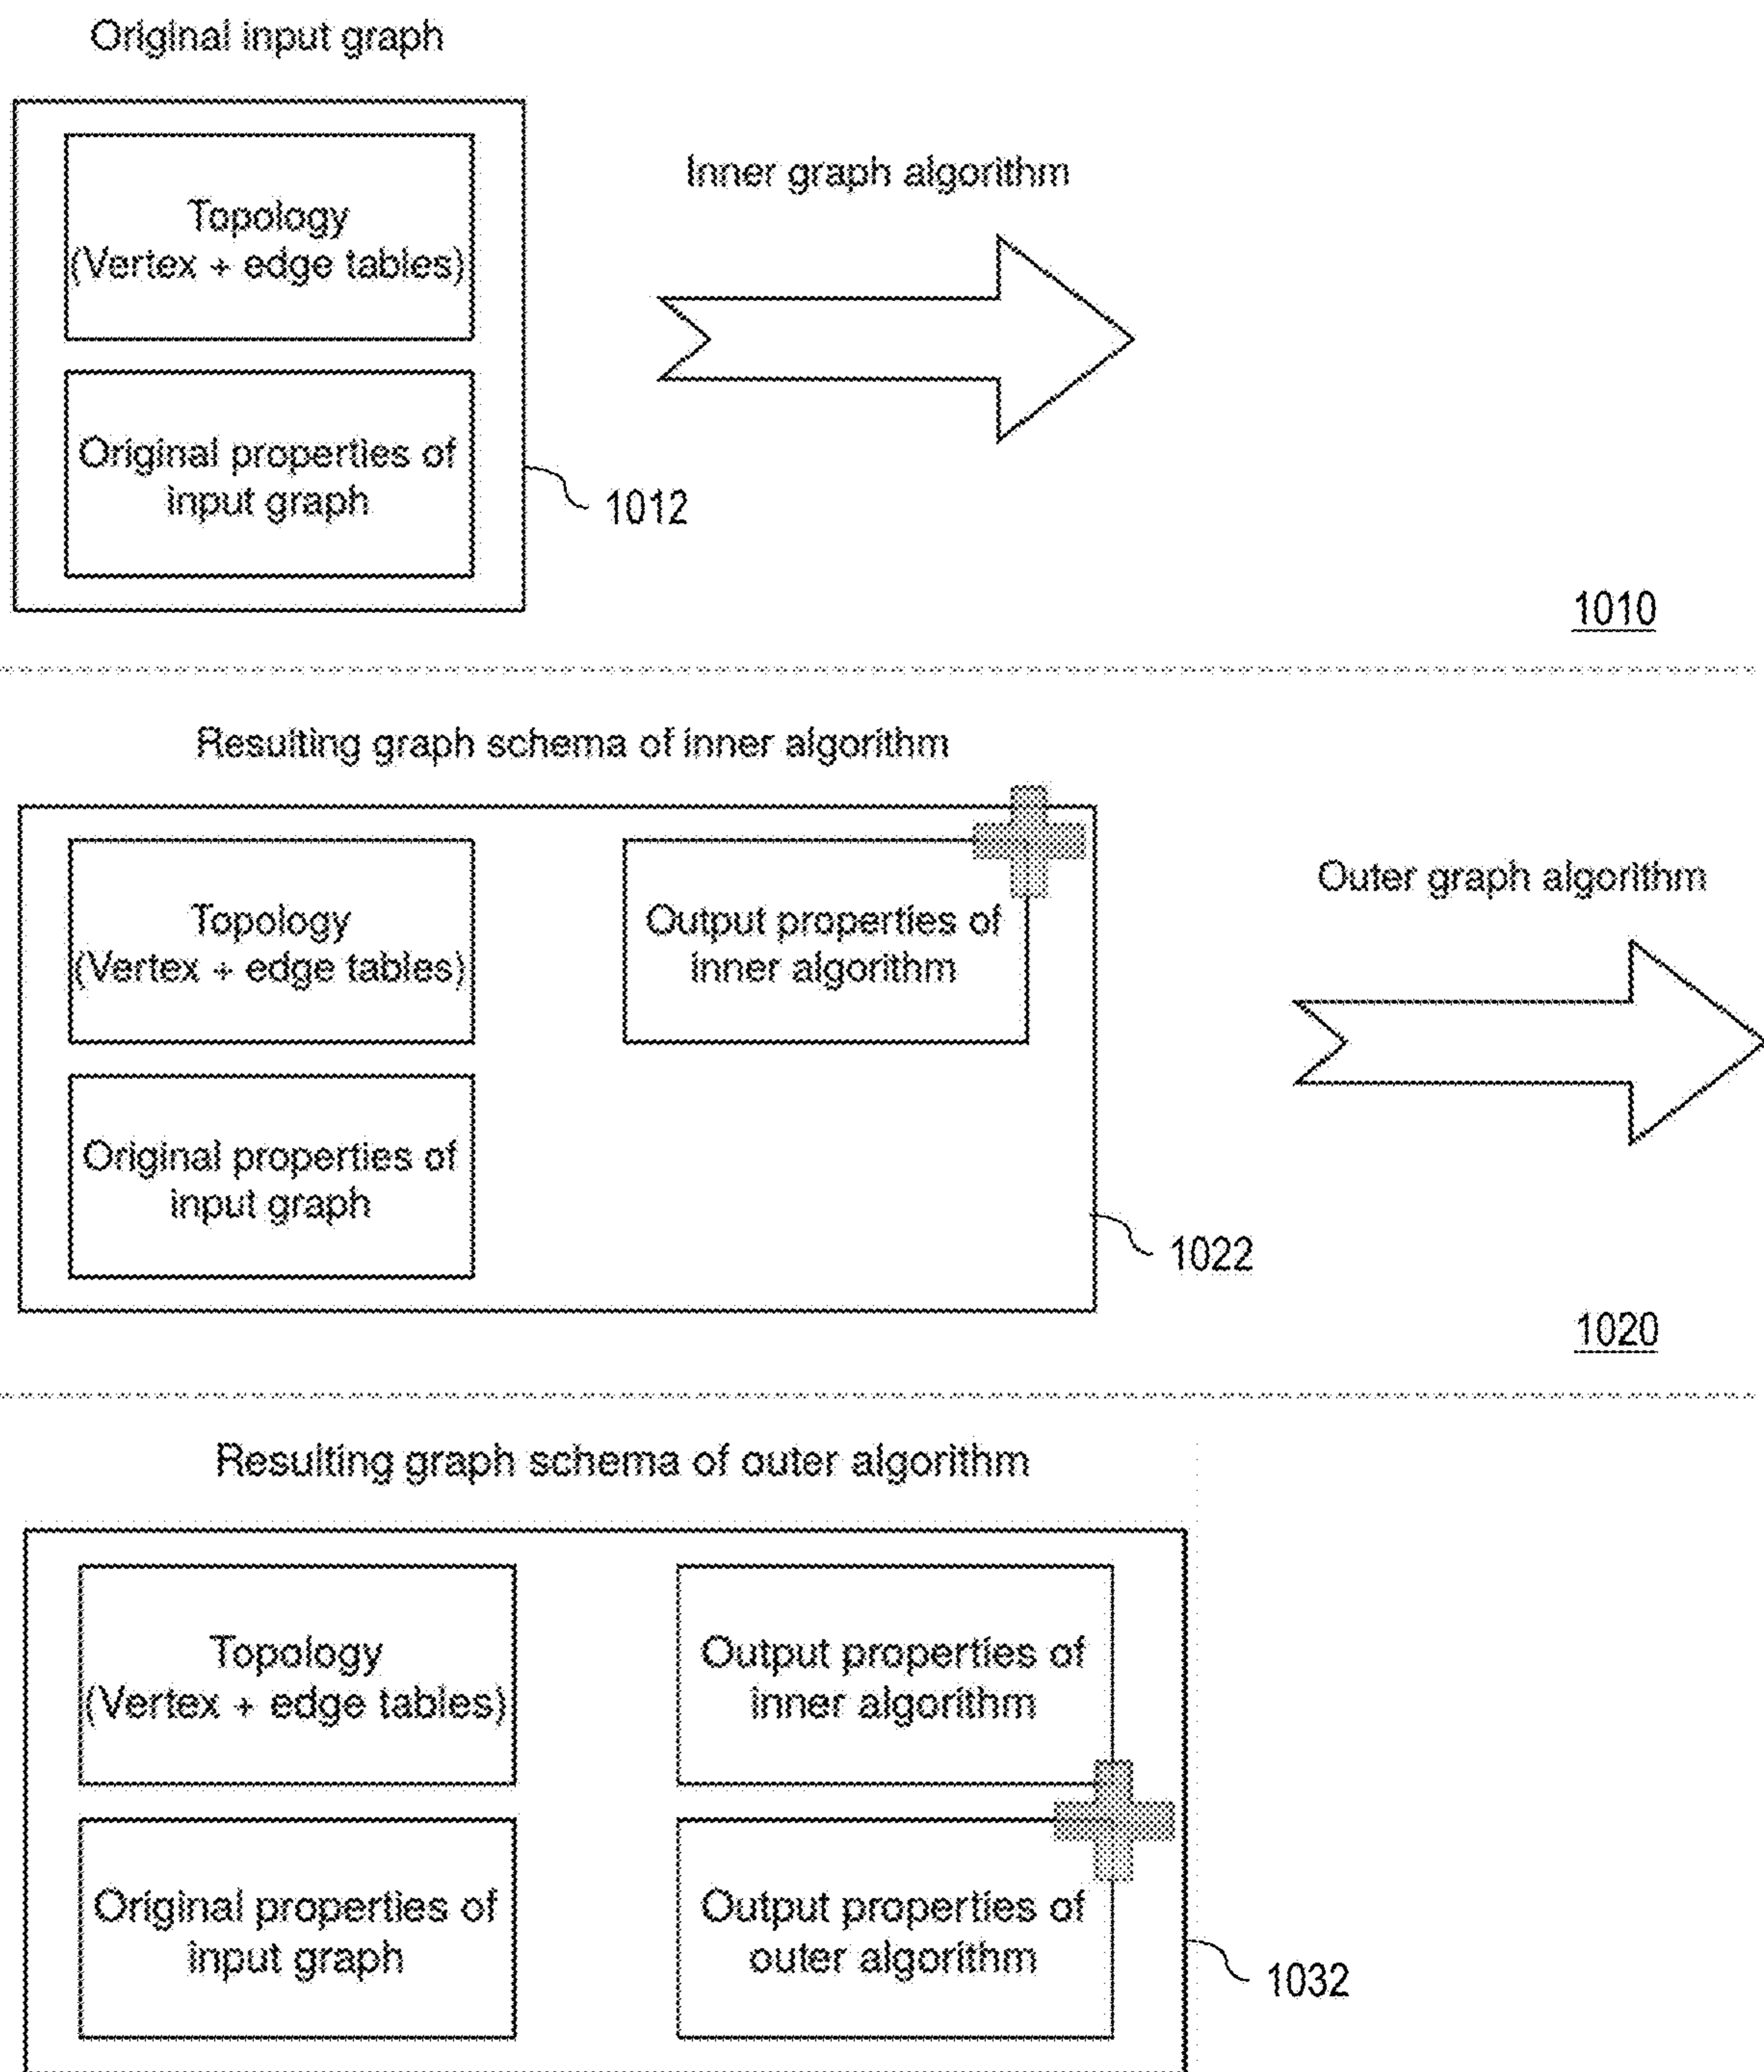 Original input graph
Topology
(Vertex + edge tables)
Original properties of
input graph
Inner graph algorithm
1012
1010
Resulting graph schema of inner algorithm
Topology
(Vertex + edge tables)
Output properties of
inner algorithm
Original properties of
input graph
Outer graph algorithm
1022
1020
Resulting graph schema of outer algorithm
Topology
(Vertex + edge tables)
Output properties of
inner algorithm
Original properties of
input graph
Output properties of
outer algorithm
1032